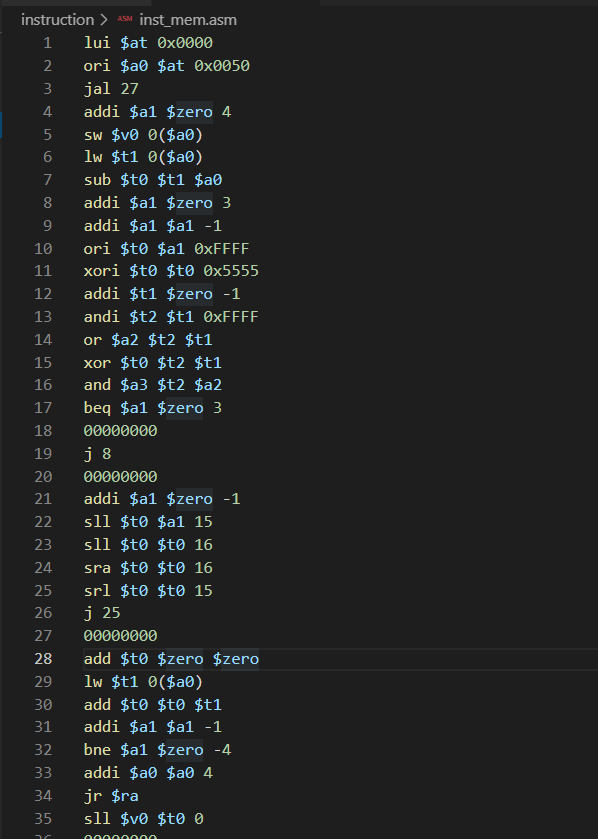 instruction > ASM inst_mem.asm
1 lui $at 0x0000
2 ori $a0 $at 0x0050
3 jal 27
4 addi $a1 $zero 4
5 sw $v0 0($a0)
6 lw $t1 0($a0)
7 sub $t0 $t1 $a0
8 addi $a1 $zero 3
9 addi $a1 $a1 -1
10 ori $t0 $a1 0xFFFF
11 xori $t0 $t0 0x5555
12 addi $t1 $zero -1
13 andi $t2 $t1 0xFFFF
14 or $a2 $t2 $t1
15 xor $t0 $t2 $t1
16 and $a3 $t2 $a2
17 beq $a1 $zero 3
18 00000000
19 j 8
20 00000000
21 addi $a1 $zero -1
22 sll $t0 $a1 15
23 sll $t0 $t0 16
24 sra $t0 $t0 16
25 srl $t0 $t0 15
26 j 25
27 00000000
28 add $t0 $zero $zero
29 lw $t1 0($a0)
30 add $t0 $t0 $t1
31 addi $a1 $a1 -1
32 bne $a1 $zero -4
33 addi $a0 $a0 4
34 jr $ra
35 sll $v0 $t0 0
36 00000000